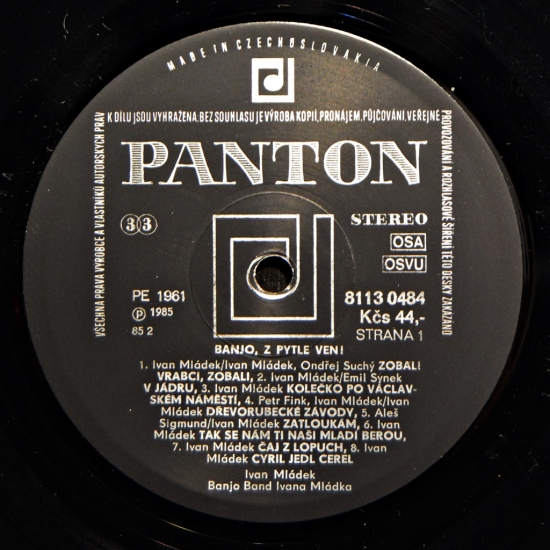 MADE IN CZECHOSLOVAKIA
VŠECHNA PRÁVA VÝROBCE A VLASTNÍKŮ AUTORSKÝCH PRÁV
K DÍLU JSOU VYHRAŽENA. BEZ SOUHLASU JE VÝROBA KOPIÍ, PRONÁJEM, PŮJČOVÁNÍ, VEŘEJNÉ
PROVOZOVÁNÍ A ROZHLASOVÉ ŠÍŘENÍ TÉTO DESKY ZAKÁZÁNO
PANTON
33
STEREO
OSA
OSVU
PE 1961
Ⓟ 1985
85 2
8113 0484
Kčs 44,-
STRANA 1
BANJO, Z PYTLE VEN!
1. Ivan Mládek/Ivan Mládek, Ondřej Suchý ZOBALI
VRABCI, ZOBALI, 2. Ivan Mládek/Emil Synek
V JÁDRU, 3. Ivan Mládek KOLEČKO PO VÁCLAV-
SKÉM NÁMĚSTÍ, 4. Petr Fink, Ivan Mládek/Ivan
Mládek DŘEVORUBECKÉ ZÁVODY, 5. Aleš
Sigmund/Ivan Mládek ZATLOUKÁM, 6. Ivan
Mládek TAK SE NÁM TI NAŠI MLADÍ BEROU,
7. Ivan Mládek ČAJ Z LOPUCH, 8. Ivan
Mládek CYRIL JEDL CEREL
Ivan Mládek
Banjo Band Ivana Mládka